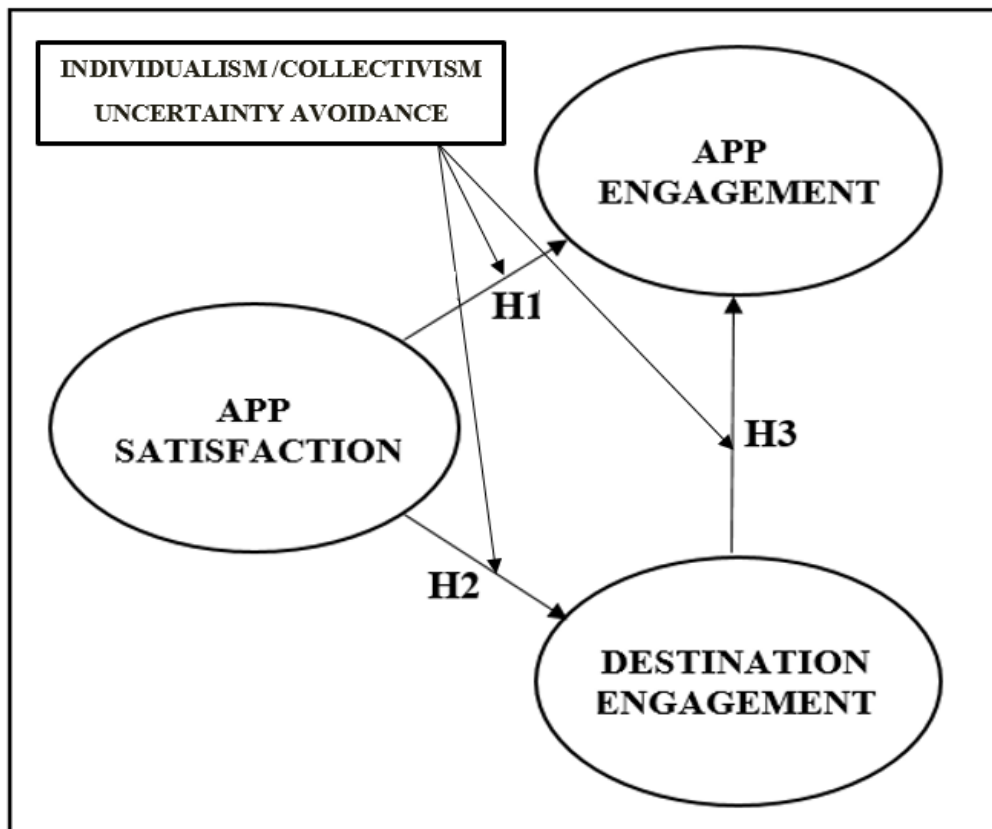 INDIVIDUALISM /COLLECTIVISM
UNCERTAINTY AVOIDANCE
APP
ENGAGEMENT
H1
APP
SATISFACTION
H3
H2
DESTINATION
ENGAGEMENT